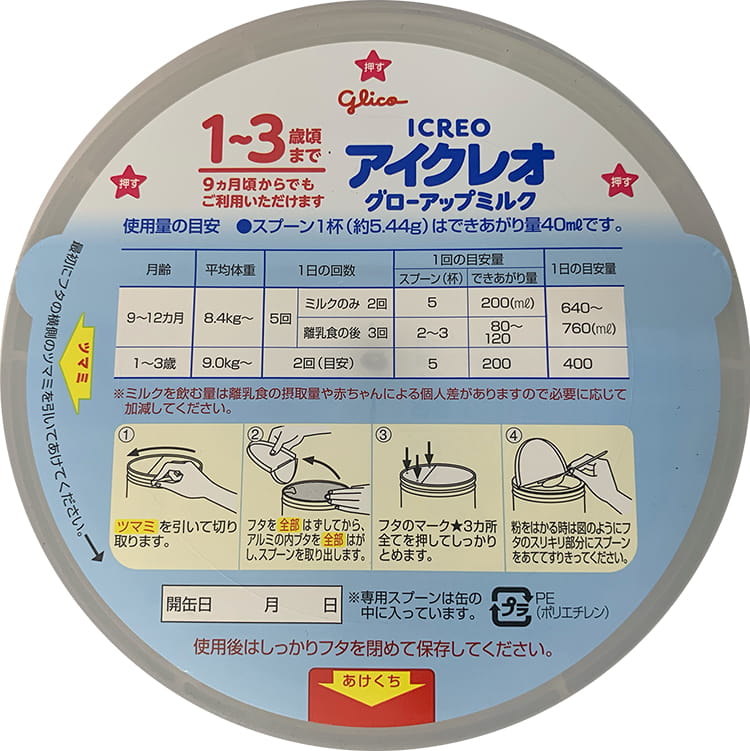 押す
glico
1~3歳頃まで
9ヵ月頃からでも
ご利用いただけます
ICREO
アイクレオ
グローアップミルク
押す
押す
使用量の目安 ●スプーン1杯(約5.44g)はできあがり量40mlです。
月齢 平均体重 1日の回数 1回の目安量 1日の目安量
スプーン(杯) できあがり量
9~12カ月 8.4kg~ 5回 ミルクのみ 2回 5 200(ml) 640~760(ml)
離乳食の後 3回 2~3 80~120
1~3歳 9.0kg~ 2回(目安) 5 200 400
※ミルクを飲む量は離乳食の摂取量や赤ちゃんによる個人差がありますので必要に応じて
加減してください。
最初にフタの横側のツマミを引いてあけてください。
ツマミ
①
ツマミを引いて切り
取ります。
②
フタを全部はずしてから、
アルミの内ブタを全部はが
し、スプーンを取り出します。
③
フタのマーク★3カ所
全てを押してしっかり
とめます。
④
粉をはかる時は図のようにフ
タのスリキリ部分にスプーン
をあててすりきってください。
開缶日 月 日
※専用スプーンは缶の
中に入っています。
プラ
PE
(ポリエチレン)
使用後はしっかりフタを閉めて保存してください。
あけくち